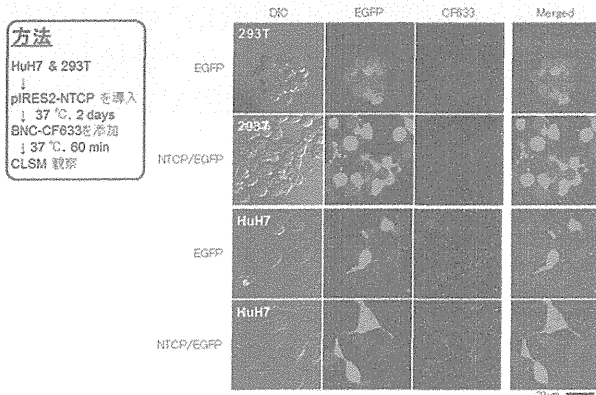 方法
HuH7 & 293T
↓
pIRES2-NTCP を導入
↓ 37 ℃, 2 days
BNC-CF633を添加
↓ 37 ℃, 60 min
CLSM 観察
DIC EGFP CF633 Merged
293T
EGFP
293T
NTCP/EGFP
HuH7
EGFP
HuH7
NTCP/EGFP